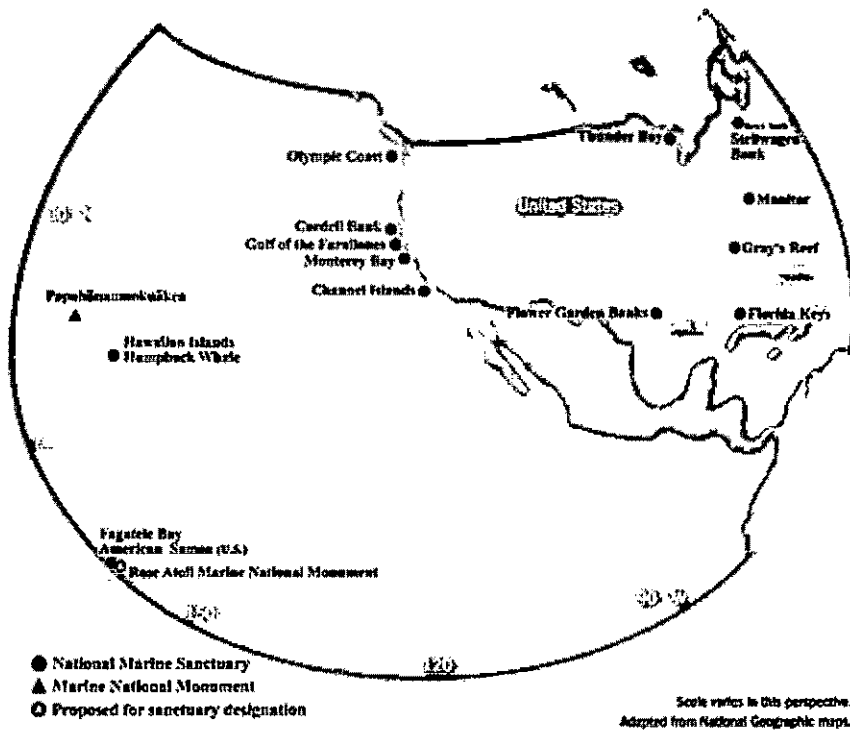 Thunder Bay
Stellwagen
Bank
Olympic Coast
United States
Monitor
Cordell Bank
Gulf of the Farallones
Monterey Bay
Gray's Reef
Channel Islands
Papahānaumokuākea
Flower Garden Banks
Florida Keys
Hawaiian Islands
Humpback Whale
Fagatele Bay
American Samoa (U.S.)
Rose Atoll Marine National Monument
120
National Marine Sanctuary
Marine National Monument
Proposed for sanctuary designation
Scale varies in this perspective.
Adapted from National Geographic maps.